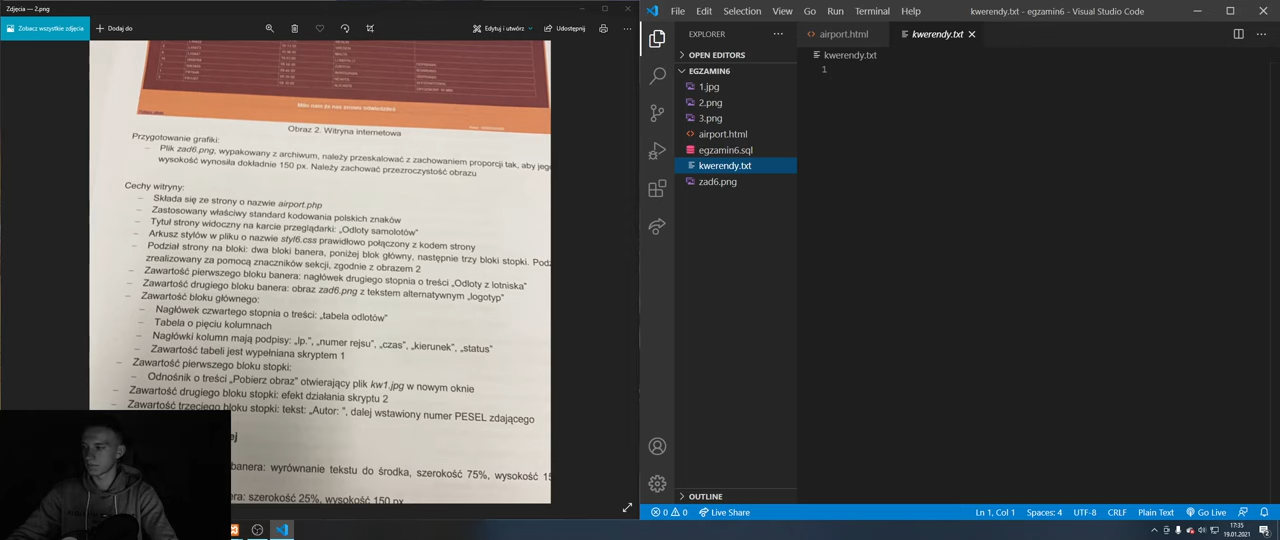 Zdjęcia — 2.png
Zobacz wszystkie zdjęcia
Dodaj do
Edytuj i utwórz
Udostępnij
Miło nam że nas znowu odwiedziłeś
Obraz 2. Witryna internetowa
Przygotowanie grafiki:
– Plik zad6.png, wypakowany z archiwum, należy przeskalować z zachowaniem proporcji tak, aby jego
wysokość wynosiła dokładnie 150 px. Należy zachować przezroczystość obrazu
Cechy witryny:
– Składa się ze strony o nazwie airport.php
– Zastosowany właściwy standard kodowania polskich znaków
– Tytuł strony widoczny na karcie przeglądarki: „Odloty samolotów”
– Arkusz stylów w pliku o nazwie styl6.css prawidłowo połączony z kodem strony
– Podział strony na bloki: dwa bloki banera, poniżej blok główny, następnie trzy bloki stopki. Podz
zrealizowany za pomocą znaczników sekcji, zgodnie z obrazem 2
– Zawartość pierwszego bloku banera: nagłówek drugiego stopnia o treści „Odloty z lotniska”
– Zawartość drugiego bloku banera: obraz zad6.png z tekstem alternatywnym „logotyp”
– Zawartość bloku głównego:
– Nagłówek czwartego stopnia o treści: „tabela odlotów”
– Tabela o pięciu kolumnach
– Nagłówki kolumn mają podpisy: „lp.”, „numer rejsu”, „czas”, „kierunek”, „status”
– Zawartość tabeli jest wypełniana skryptem 1
– Zawartość pierwszego bloku stopki:
– Odnośnik o treści „Pobierz obraz” otwierający plik kw1.jpg w nowym oknie
– Zawartość drugiego bloku stopki: efekt działania skryptu 2
– Zawartość trzeciego bloku stopki: tekst: „Autor: ”, dalej wstawiony numer PESEL zdającego
ej
banera: wyrównanie tekstu do środka, szerokość 75%, wysokość 15
era: szerokość 25%, wysokość 150 px
File Edit Selection View Go Run Terminal Help
kwerendy.txt - egzamin6 - Visual Studio Code
EXPLORER
OPEN EDITORS
EGZAMIN6
1.jpg
2.png
3.png
airport.html
egzamin6.sql
kwerendy.txt
zad6.png
OUTLINE
airport.html
kwerendy.txt
kwerendy.txt
1
0 0 Live Share
Ln 1, Col 1 Spaces: 4 UTF-8 CRLF Plain Text Go Live
17:35
19.01.2021
2